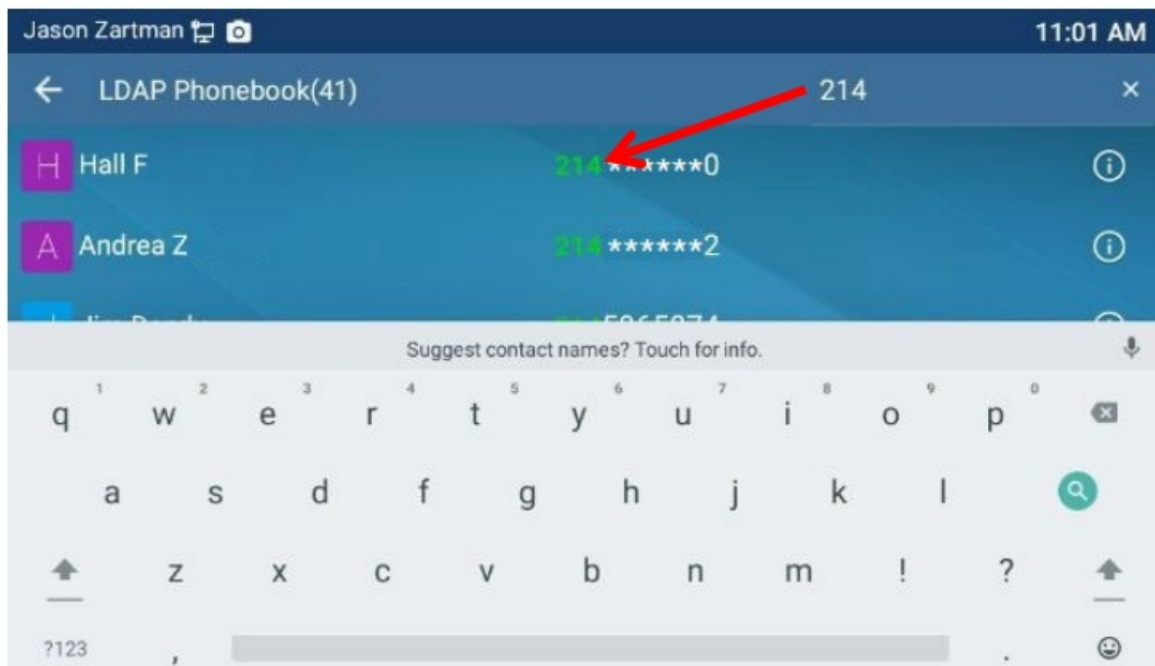 Jason Zartman 11:01 AM
LDAP Phonebook(41) 214 ×
H Hall F 214******0
A Andrea Z 214******2
Suggest contact names? Touch for info.
1 2 3 4 5 6 7 8 9 0
q w e r t y u i o p
a s d f g h j k l
z x c v b n m ! ?
?123 , .